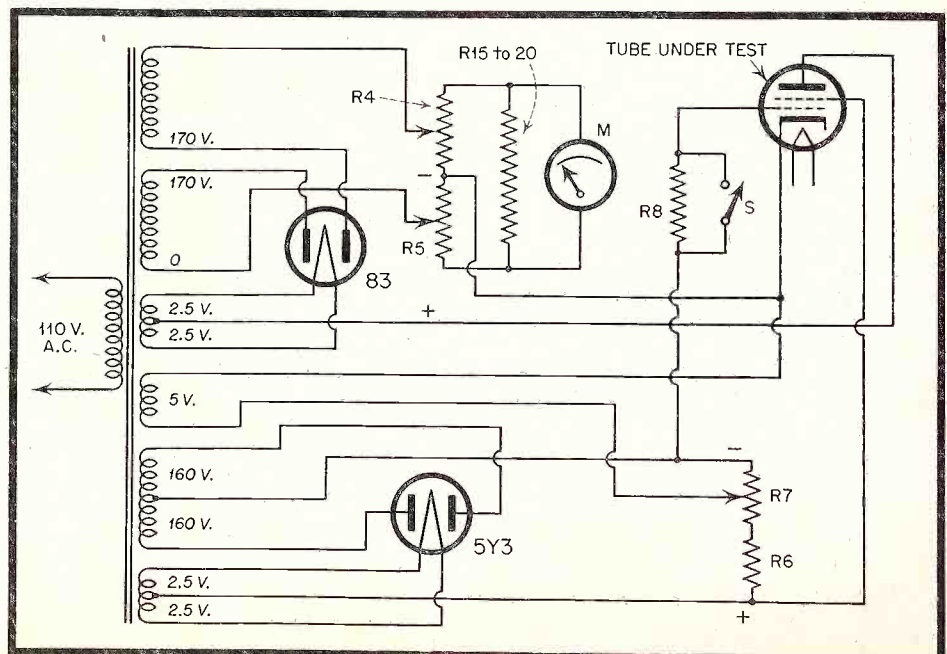 TUBE UNDER TEST
R15 to 20
R4
M
170 V.
-
170 V.
R8
S
R5
0
83
2.5 V.
+
110 V.
A.C.
2.5 V.
5 V.
-
160 V.
R7
160 V.
5Y3
R6
2.5 V.
2.5 V.
+